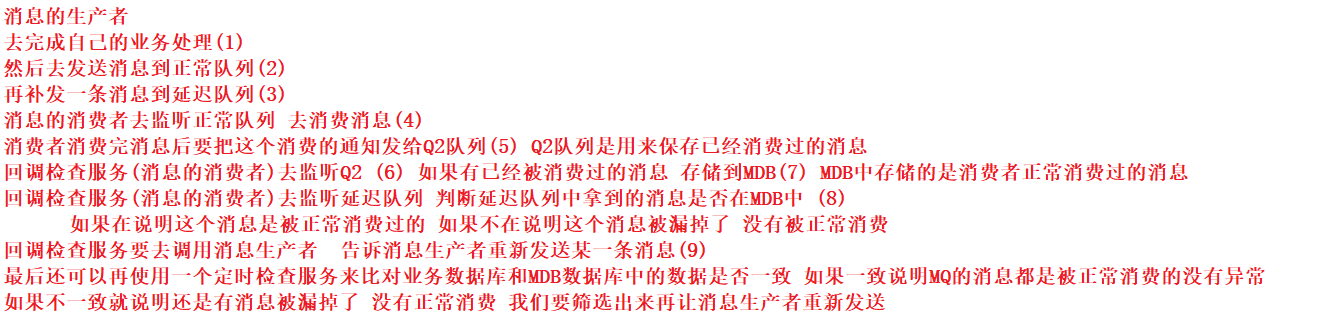 消息的生产者
去完成自己的业务处理(1)
然后去发送消息到正常队列(2)
再补发一条消息到延迟队列(3)
消息的消费者去监听正常队列 去消费消息(4)
消费者消费完消息后要把这个消费的通知发给Q2队列(5) Q2队列是用来保存已经消费过的消息
回调检查服务(消息的消费者)去监听Q2 (6) 如果有已经被消费过的消息 存储到MDB(7) MDB中存储的是消费者正常消费过的消息
回调检查服务(消息的消费者)去监听延迟队列 判断延迟队列中拿到的消息是否在MDB中 (8)
如果在说明这个消息是被正常消费过的 如果不在说明这个消息被漏掉了 没有被正常消费
回调检查服务要去调用消息生产者 告诉消息生产者重新发送某一条消息(9)
最后还可以再使用一个定时检查服务来比对业务数据库和MDB数据库中的数据是否一致 如果一致说明MQ的消息都是被正常消费的没有异常
如果不一致就说明还是有消息被漏掉了 没有正常消费 我们要筛选出来再让消息生产者重新发送